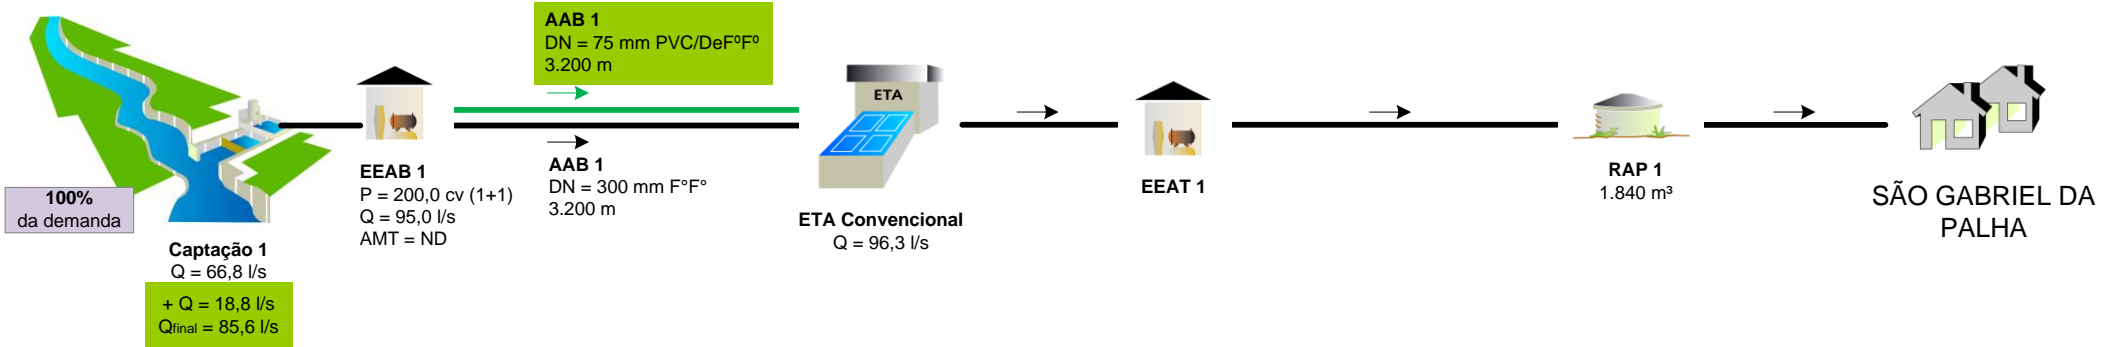 AAB 1
DN = 75 mm PVC/DeFºFº
3.200 m
ETA
100%
da demanda
Captação 1
Q = 66,8 l/s
+ Q = 18,8 l/s
Qfinal = 85,6 l/s
EEAB 1
P = 200,0 cv (1+1)
Q = 95,0 l/s
AMT = ND
AAB 1
DN = 300 mm F°F°
3.200 m
ETA Convencional
Q = 96,3 l/s
EEAT 1
RAP 1
1.840 m³
SÃO GABRIEL DA
PALHA